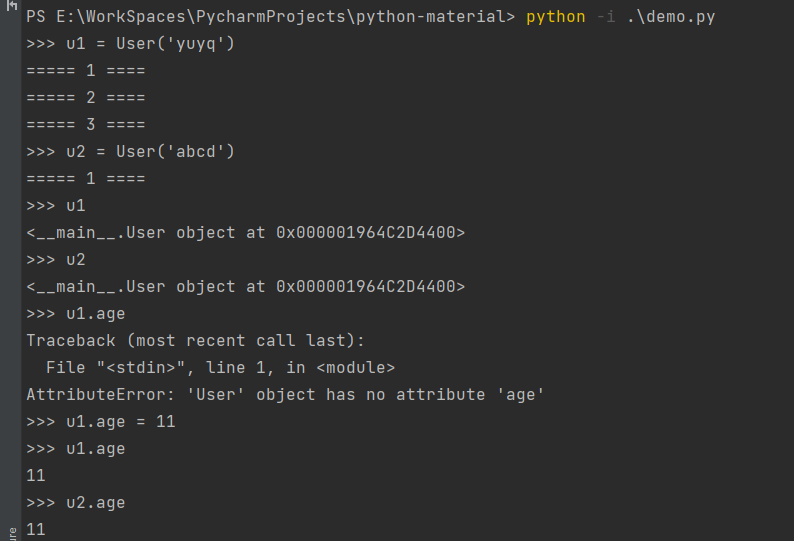 PS E:\WorkSpaces\PycharmProjects\python-material> python -i .\demo.py
>>> u1 = User('yuyq')
===== 1 ====
===== 2 ====
===== 3 ====
>>> u2 = User('abcd')
===== 1 ====
>>> u1
<__main__.User object at 0x000001964C2D4400>
>>> u2
<__main__.User object at 0x000001964C2D4400>
>>> u1.age
Traceback (most recent call last):
  File "<stdin>", line 1, in <module>
AttributeError: 'User' object has no attribute 'age'
>>> u1.age = 11
>>> u1.age
11
>>> u2.age
11